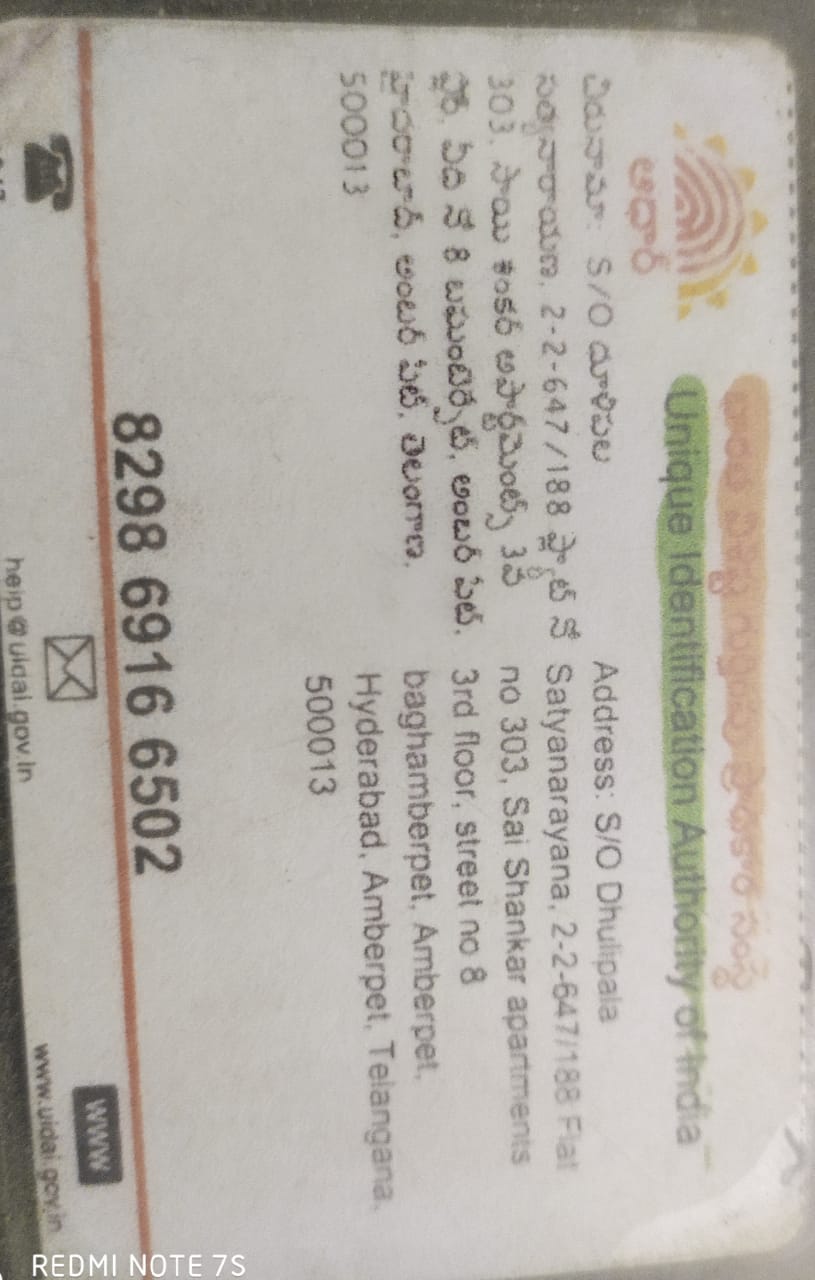 భారత విశిష్ట గుర్తింపు ప్రాధికార సంస్థ
Unique Identification Authority of India
ఆధార్
చిరునామా: S/O ధూళిపల
సత్యనారాయణ, 2-2-647/188 ఫ్లాట్ నే
303, సాయి శంకర్ అపార్ట్మెంట్స్ 3వ
8 అంబర్ పేట్,
హైదరాబాద్, అంబర్ పేట్, తెలంగాణ,
500013
Address: S/O Dhulipala
Satyanarayana, 2-2-647/188 Flat
no 303, Sai Shankar apartments
3rd floor, street no 8
baghamberpet, Amberpet,
Hyderabad, Amberpet, Telangana,
500013
8298 6916 6502
help@uidai.gov.in
www
www.uidai.gov.in
REDMI NOTE 7S